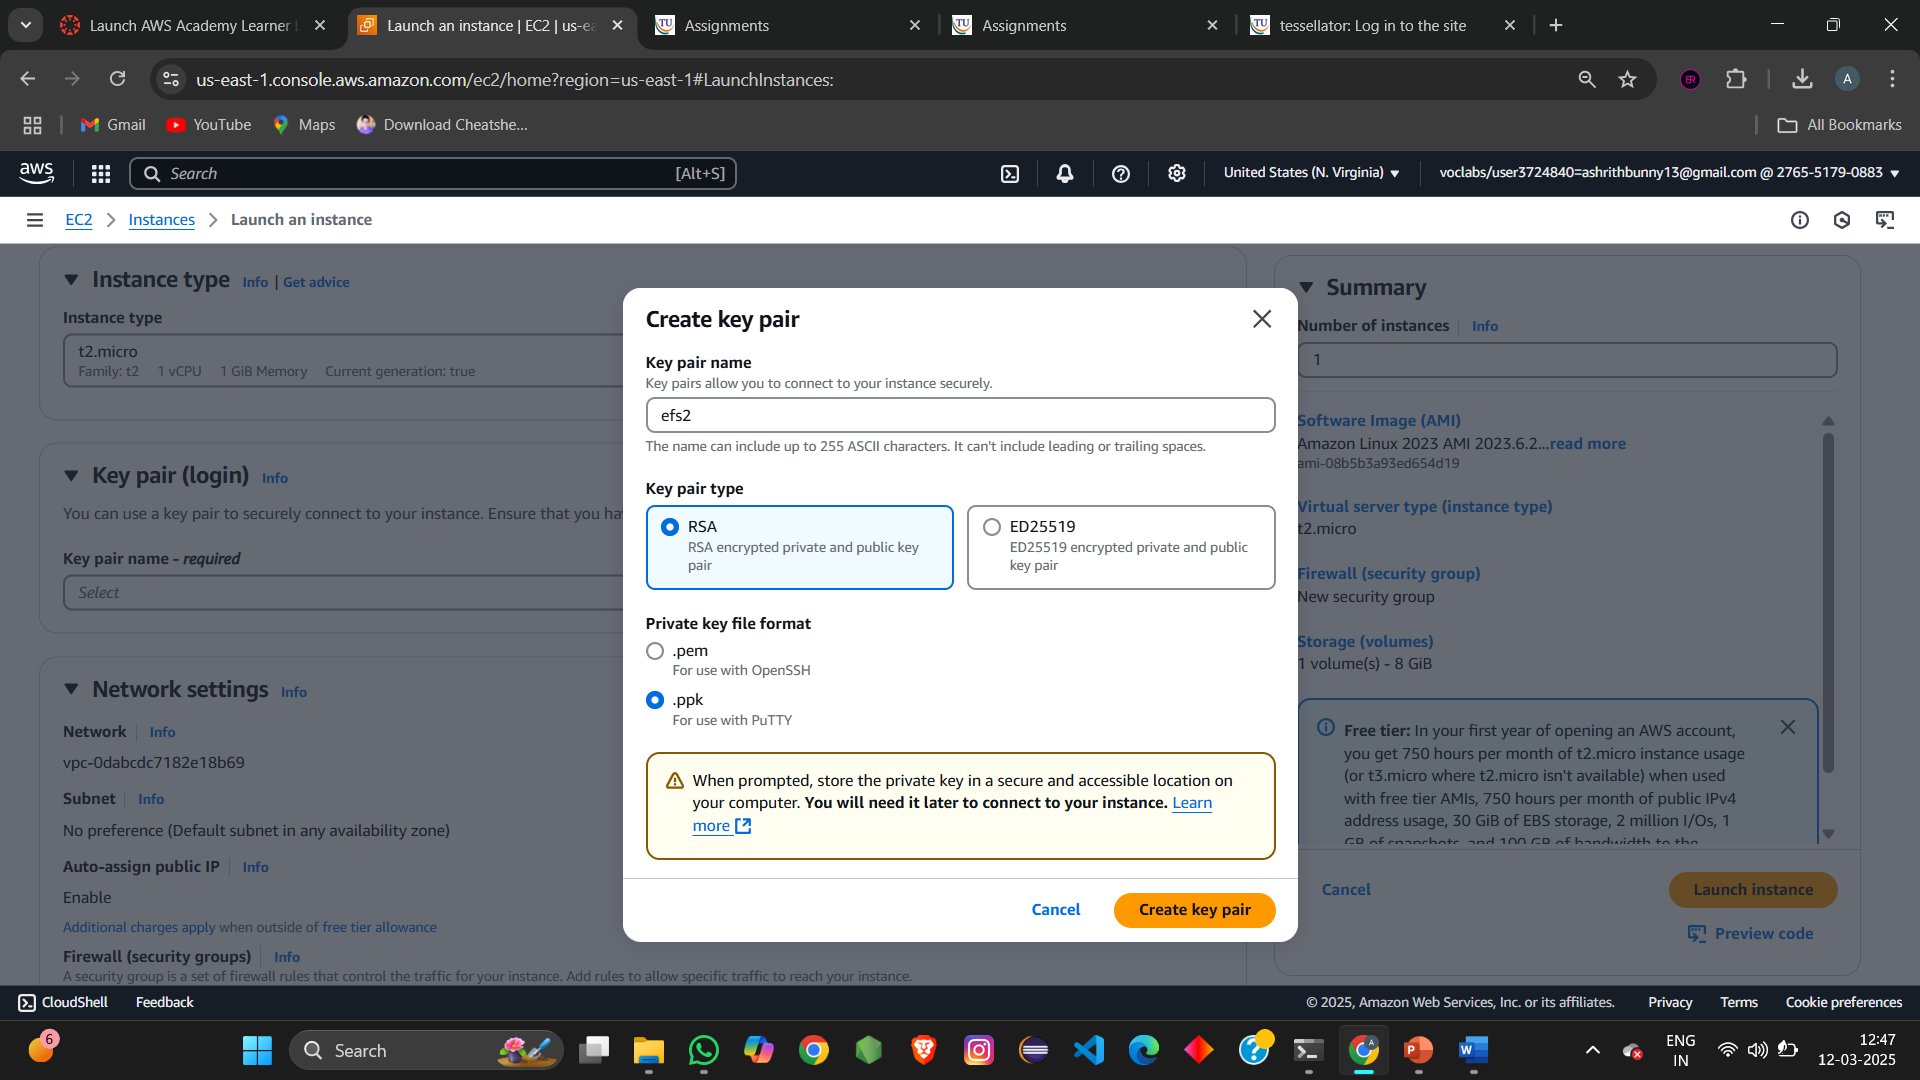 Launch AWS Academy Learner L
Launch an instance | EC2 | us-ea
Assignments
Assignments
tessellator: Log in to the site
us-east-1.console.aws.amazon.com/ec2/home?region=us-east-1#LaunchInstances:
A
Gmail
YouTube
Maps
Download Cheatshe...
All Bookmarks
aws
Search
[Alt+S]
United States (N. Virginia)
voclabs/user3724840=ashrithbunny13@gmail.com @ 2765-5179-0883
EC2
Instances
Launch an instance
Instance type Info | Get advice
Instance type
t2.micro
Family: t2 1 vCPU 1 GiB Memory Current generation: true
Key pair (login) Info
You can use a key pair to securely connect to your instance. Ensure that you ha
Key pair name - required
Select
Network settings Info
Network Info
vpc-0dabcdc7182e18b69
Subnet Info
No preference (Default subnet in any availability zone)
Auto-assign public IP Info
Enable
Additional charges apply when outside of free tier allowance
Firewall (security groups) Info
A security group is a set of firewall rules that control the traffic for your instance. Add rules to allow specific traffic to reach your instance.
Create key pair
Key pair name
Key pairs allow you to connect to your instance securely.
efs2
The name can include up to 255 ASCII characters. It can't include leading or trailing spaces.
Key pair type
RSA
RSA encrypted private and public key
pair
ED25519
ED25519 encrypted private and public
key pair
Private key file format
.pem
For use with OpenSSH
.ppk
For use with PuTTY
When prompted, store the private key in a secure and accessible location on
your computer. You will need it later to connect to your instance. Learn
more
Cancel
Create key pair
Summary
Number of instances Info
1
Software Image (AMI)
Amazon Linux 2023 AMI 2023.6.2...read more
ami-08b5b3a93ed654d19
Virtual server type (instance type)
t2.micro
Firewall (security group)
New security group
Storage (volumes)
1 volume(s) - 8 GiB
Free tier: In your first year of opening an AWS account,
you get 750 hours per month of t2.micro instance usage
(or t3.micro where t2.micro isn't available) when used
with free tier AMIs, 750 hours per month of public IPv4
address usage, 30 GiB of EBS storage, 2 million I/Os, 1
GB of snapshots, and 100 GB of bandwidth to the
Cancel
Launch instance
Preview code
CloudShell
Feedback
© 2025, Amazon Web Services, Inc. or its affiliates.
Privacy
Terms
Cookie preferences
6
Search
ENG
IN
12:47
12-03-2025